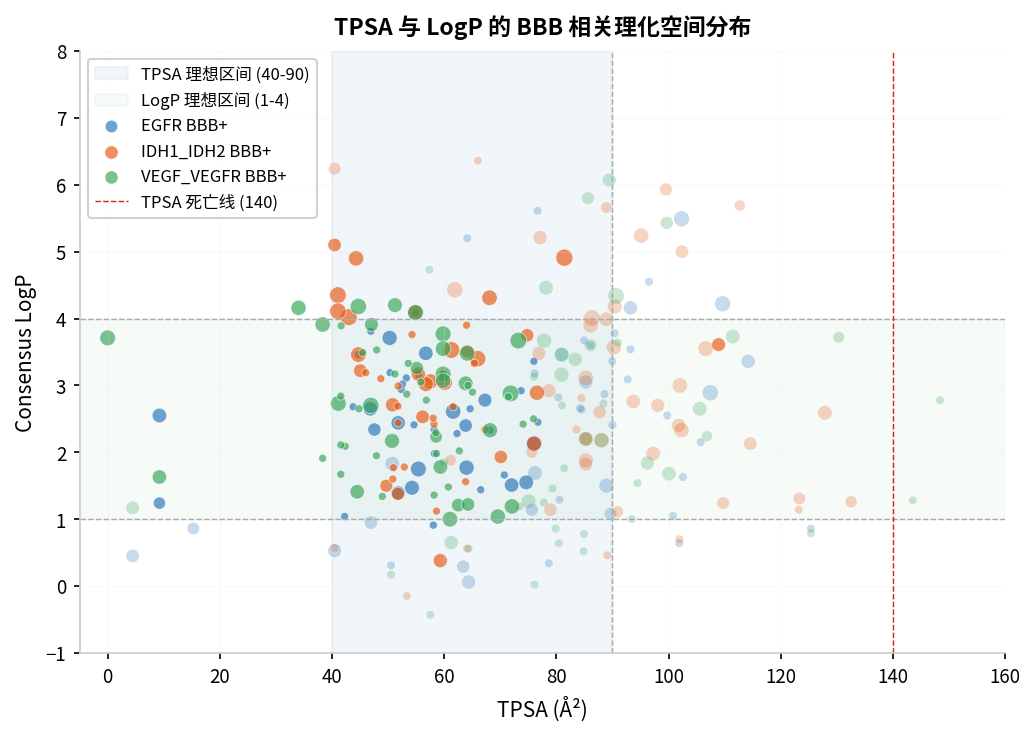 TPSA 与 LogP 的 BBB 相关理化空间分布
TPSA 理想区间 (40-90)
LogP 理想区间 (1-4)
EGFR BBB+
IDH1_IDH2 BBB+
VEGF_VEGFR BBB+
TPSA 死亡线 (140)
Consensus LogP
8
7
6
5
4
3
2
1
0
−1
0 20 40 60 80 100 120 140 160
TPSA (Å²)